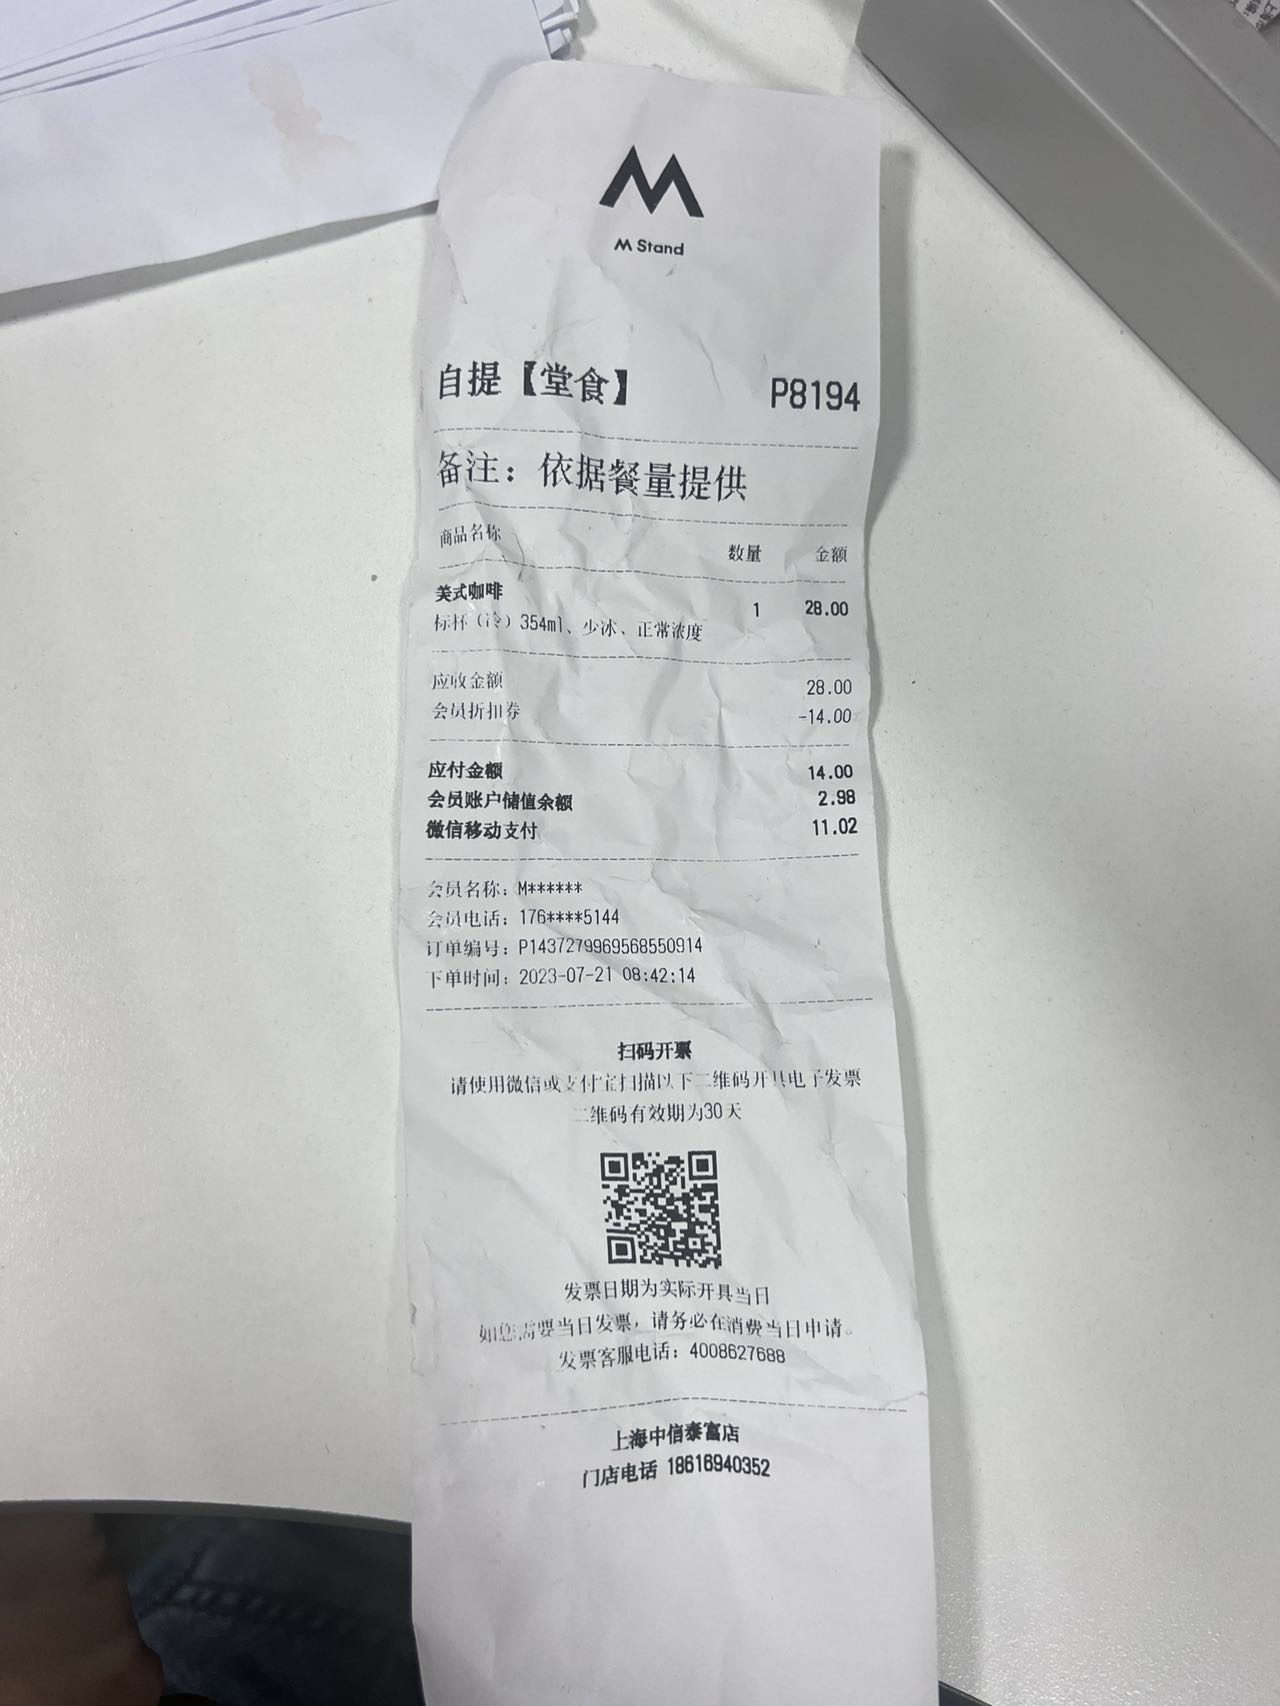 M Stand
自提【堂食】 P8194
备注：依据餐量提供
商品名称 数量 金额
美式咖啡 1 28.00
标杯（冷）354ml、少冰、正常浓度
应收金额 28.00
会员折扣券 -14.00
应付金额 14.00
会员账户储值余额 2.98
微信移动支付 11.02
会员名称：M******
会员电话：176****5144
订单编号：P1437279969568550914
下单时间：2023-07-21 08:42:14
扫码开票
请使用微信或支付宝扫描以下二维码开具电子发票
二维码有效期为30天
发票日期为实际开具当日
如您需要当日发票，请务必在消费当日申请。
发票客服电话：4008627688
上海中信泰富店
门店电话 18616940352